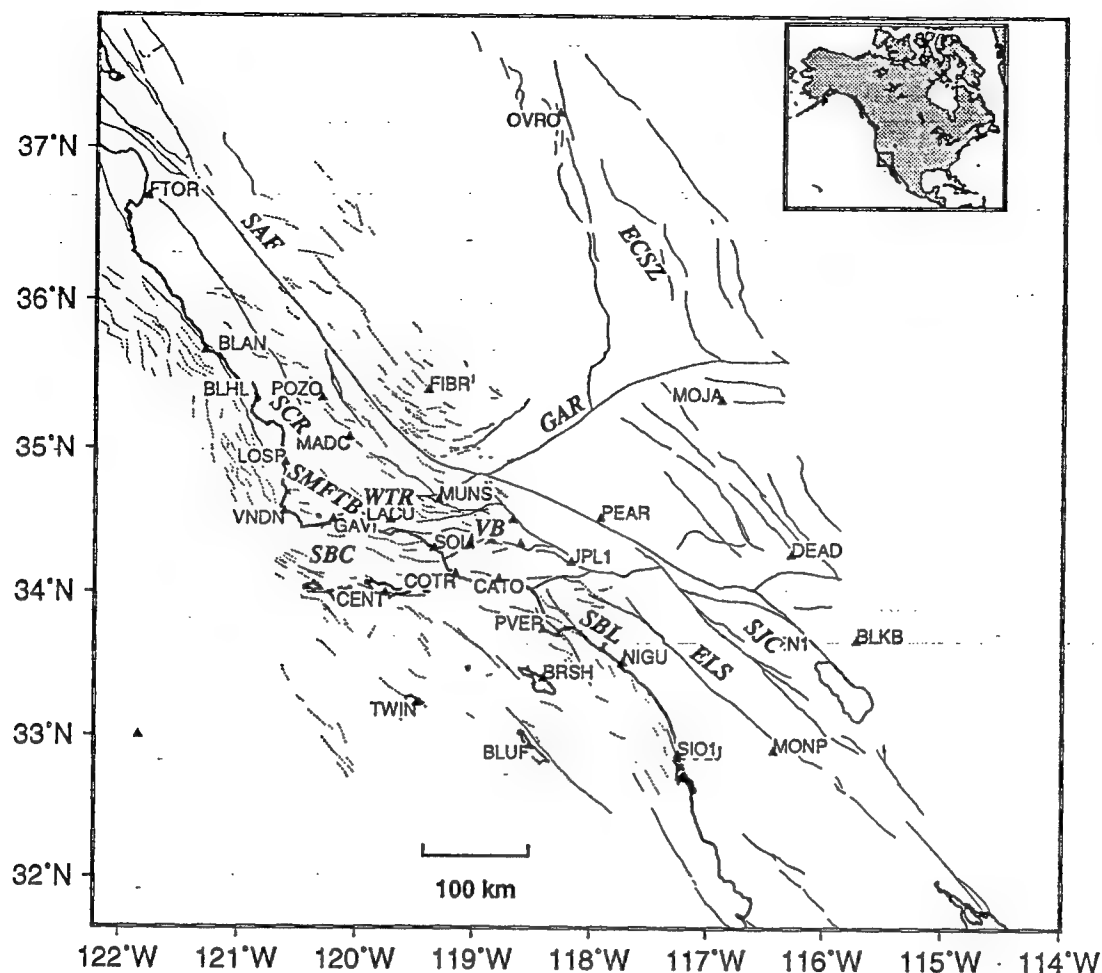 OVRO
37°N
FTOR
SAF
ECSZ
36°N
BLAN
FIBR
BLHL
POZO
MOJA
SCR
GAR
MADC
35°N
LOSP
SMFTB
WTR
MUNS
VNDN
LACU
PEAR
GAVI
VB
SBC
SOL
JPL1
DEAD
34°N
COTR
CATO
CENT
PVER
SBL
SJC
N1
BLKB
NIGU
ELS
BRSH
TWIN
33°N
BLUF
SIO1
MONP
32°N
100 km
122°W 121°W 120°W 119°W 118°W 117°W 116°W 115°W 114°W